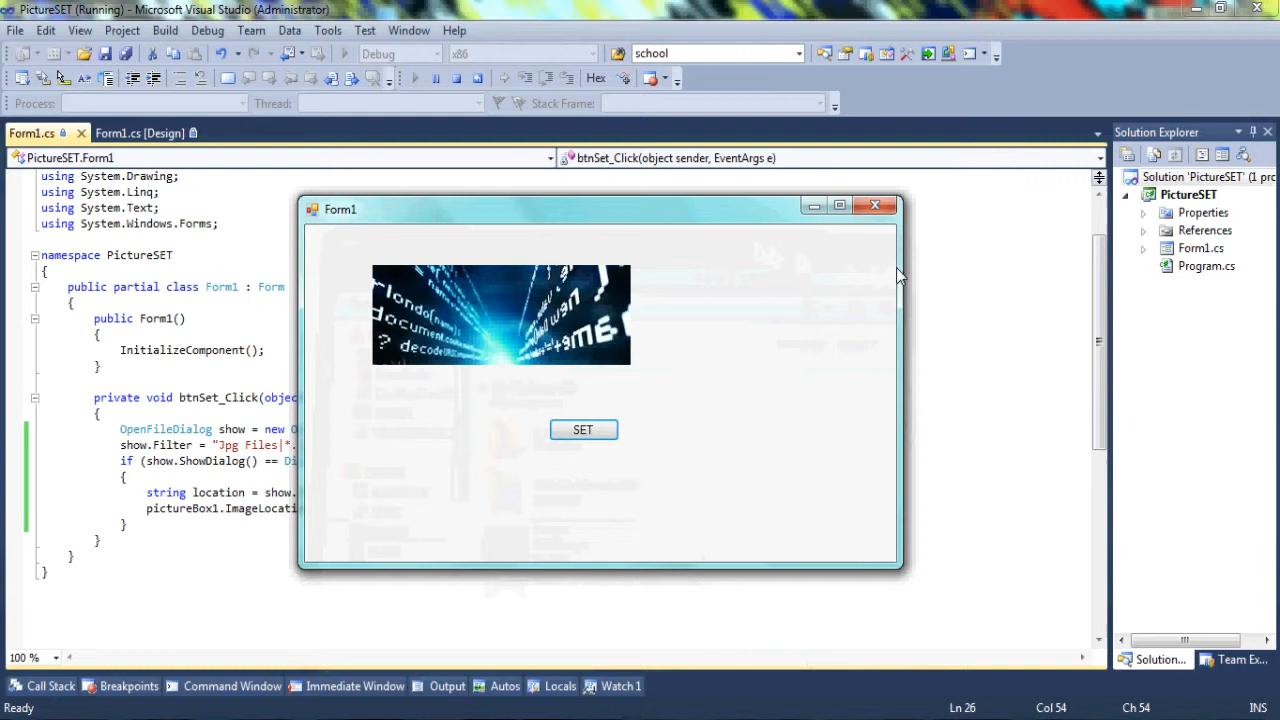 PictureSET (Running) - Microsoft Visual Studio (Administrator)
File Edit View Project Build Debug Team Data Tools Test Window Help
Debug x86 school
Hex
Process: Thread: Stack Frame:
Form1.cs Form1.cs [Design]
PictureSET.Form1 btnSet_Click(object sender, EventArgs e)
using System.Drawing;
using System.Linq;
using System.Text;
using System.Windows.Forms;
namespace PictureSET
{
public partial class Form1 : Form
{
public Form1()
{
InitializeComponent();
}
private void btnSet_Click(objec
{
OpenFileDialog show = new O
show.Filter = "Jpg Files|*.
if (show.ShowDialog() == Di
{
string location = show.
pictureBox1.ImageLocati
}
}
}
}
Form1
document.
? decode
SET
Solution Explorer
Solution 'PictureSET' (1 pro
PictureSET
Properties
References
Form1.cs
Program.cs
100 %
Solution... Team Ex...
Call Stack Breakpoints Command Window Immediate Window Output Autos Locals Watch 1
Ready Ln 26 Col 54 Ch 54 INS